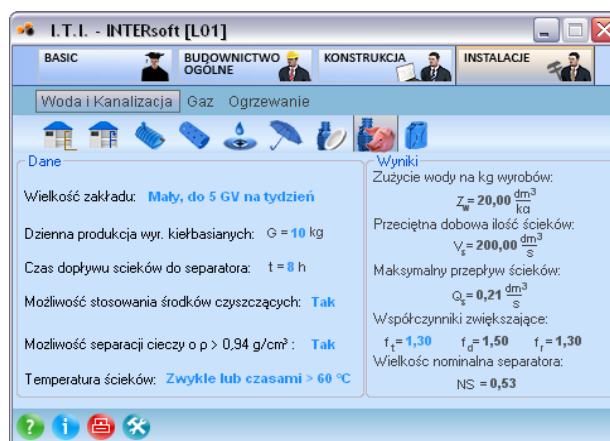 I.T.I. - INTERsoft [L01]
BASIC
BUDOWNICTWO OGÓLNE
KONSTRUKCJA
INSTALACJE
Woda i Kanalizacja Gaz Ogrzewanie
Dane
Wielkość zakładu: Mały, do 5 GV na tydzień
Dzienna produkcja wyr. kiełbasianych: G = 10 kg
Czas dopływu scieków do separatora: t = 8 h
Możliwość stosowania środków czyszczących: Tak
Możliwość separacji cieczy o ρ > 0,94 g/cm³ : Tak
Temperatura ścieków: Zwykle lub czasami > 60 °C
Wyniki
Zużycie wody na kg wyrobów:
Zw= 20,00 dm³/kg
Przeciętna dobowa ilość ścieków:
Vs= 200,00 dm³/s
Maksymalny przepływ ścieków:
Qs= 0,21 dm³/s
Współczynniki zwiększające:
ft= 1,30 fd= 1,50 fr= 1,30
Wielkośc nominalna separatora:
NS = 0,53